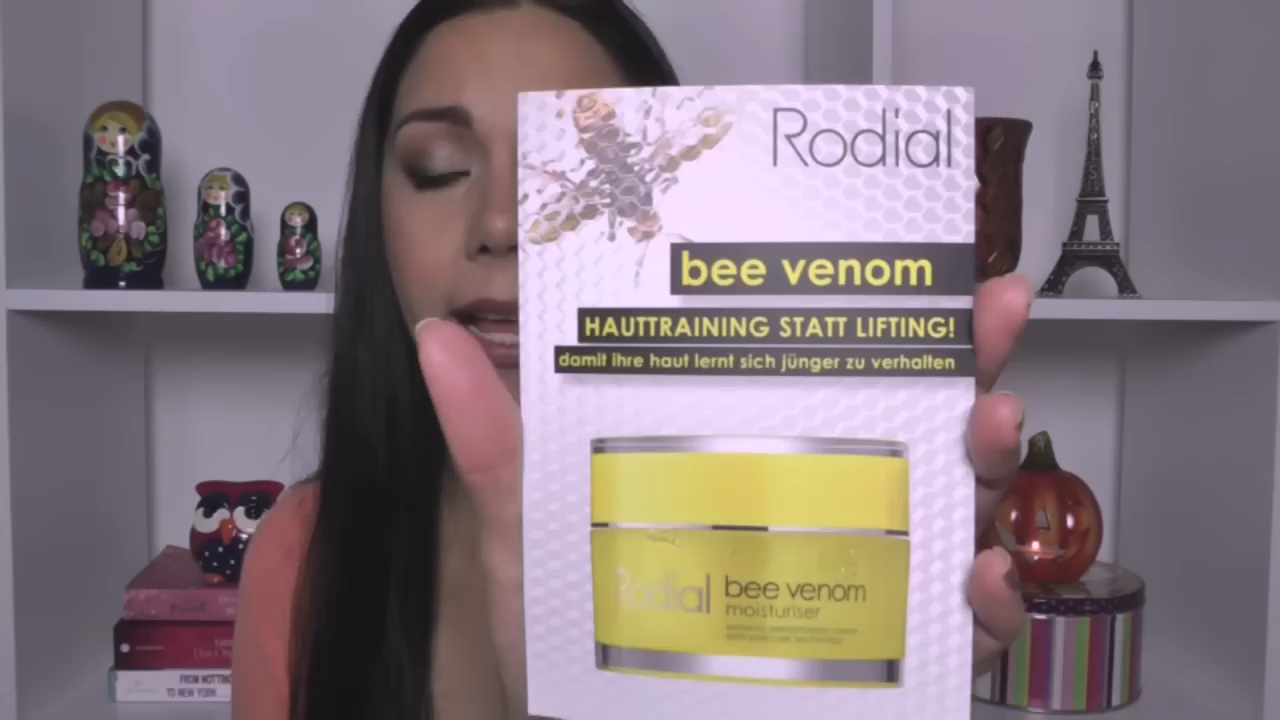 Rodial
bee venom
HAUTTRAINING STATT LIFTING!
damit ihre haut lernt sich jünger zu verhalten
Rodial
bee venom
moisturiser
PARIS
FROM NOTTING
TO NEW YORK...